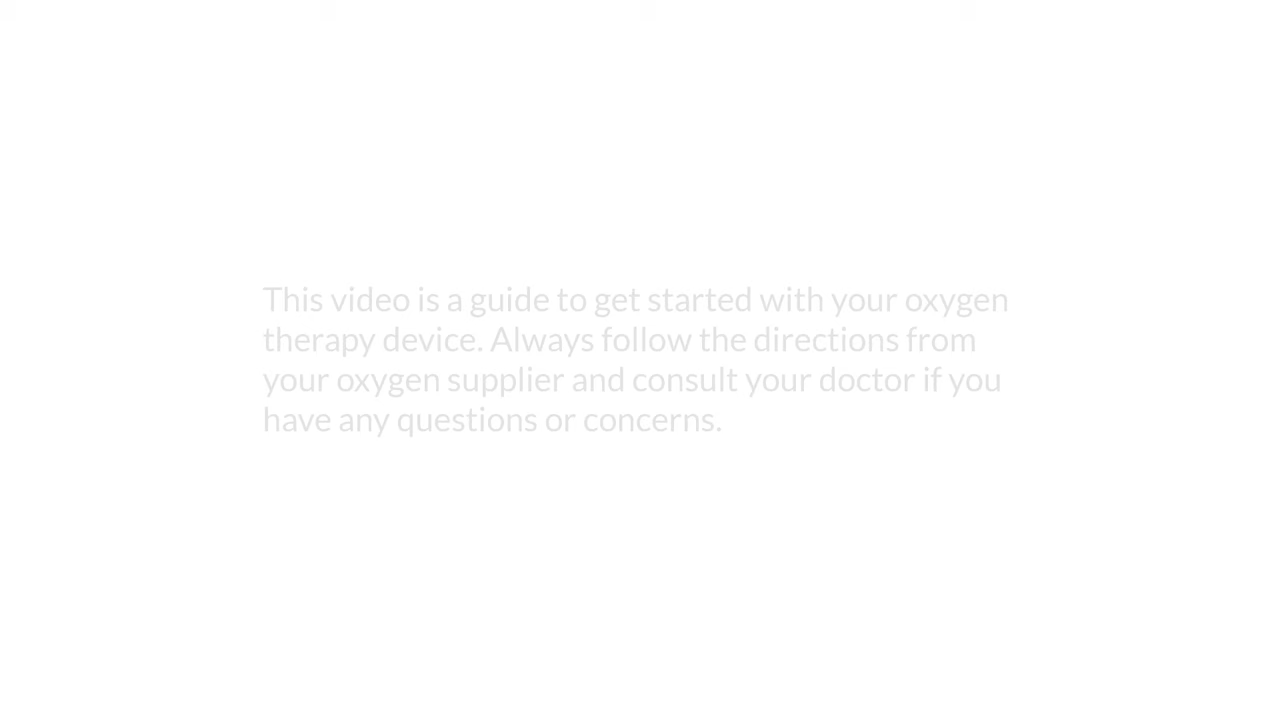 This video is a guide to get started with your oxygen
therapy device. Always follow the directions from
your oxygen supplier and consult your doctor if you
have any questions or concerns.